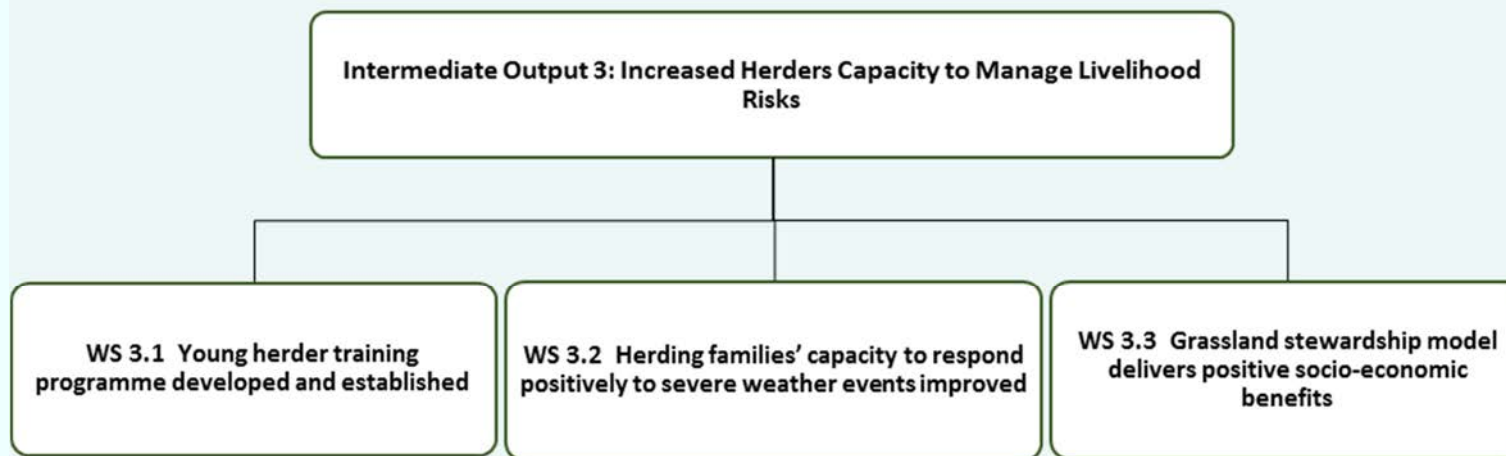 Intermediate Output 3: Increased Herders Capacity to Manage Livelihood
Risks
WS 3.1 Young herder training
programme developed and established
WS 3.2 Herding families’ capacity to respond
positively to severe weather events improved
WS 3.3 Grassland stewardship model
delivers positive socio-economic
benefits